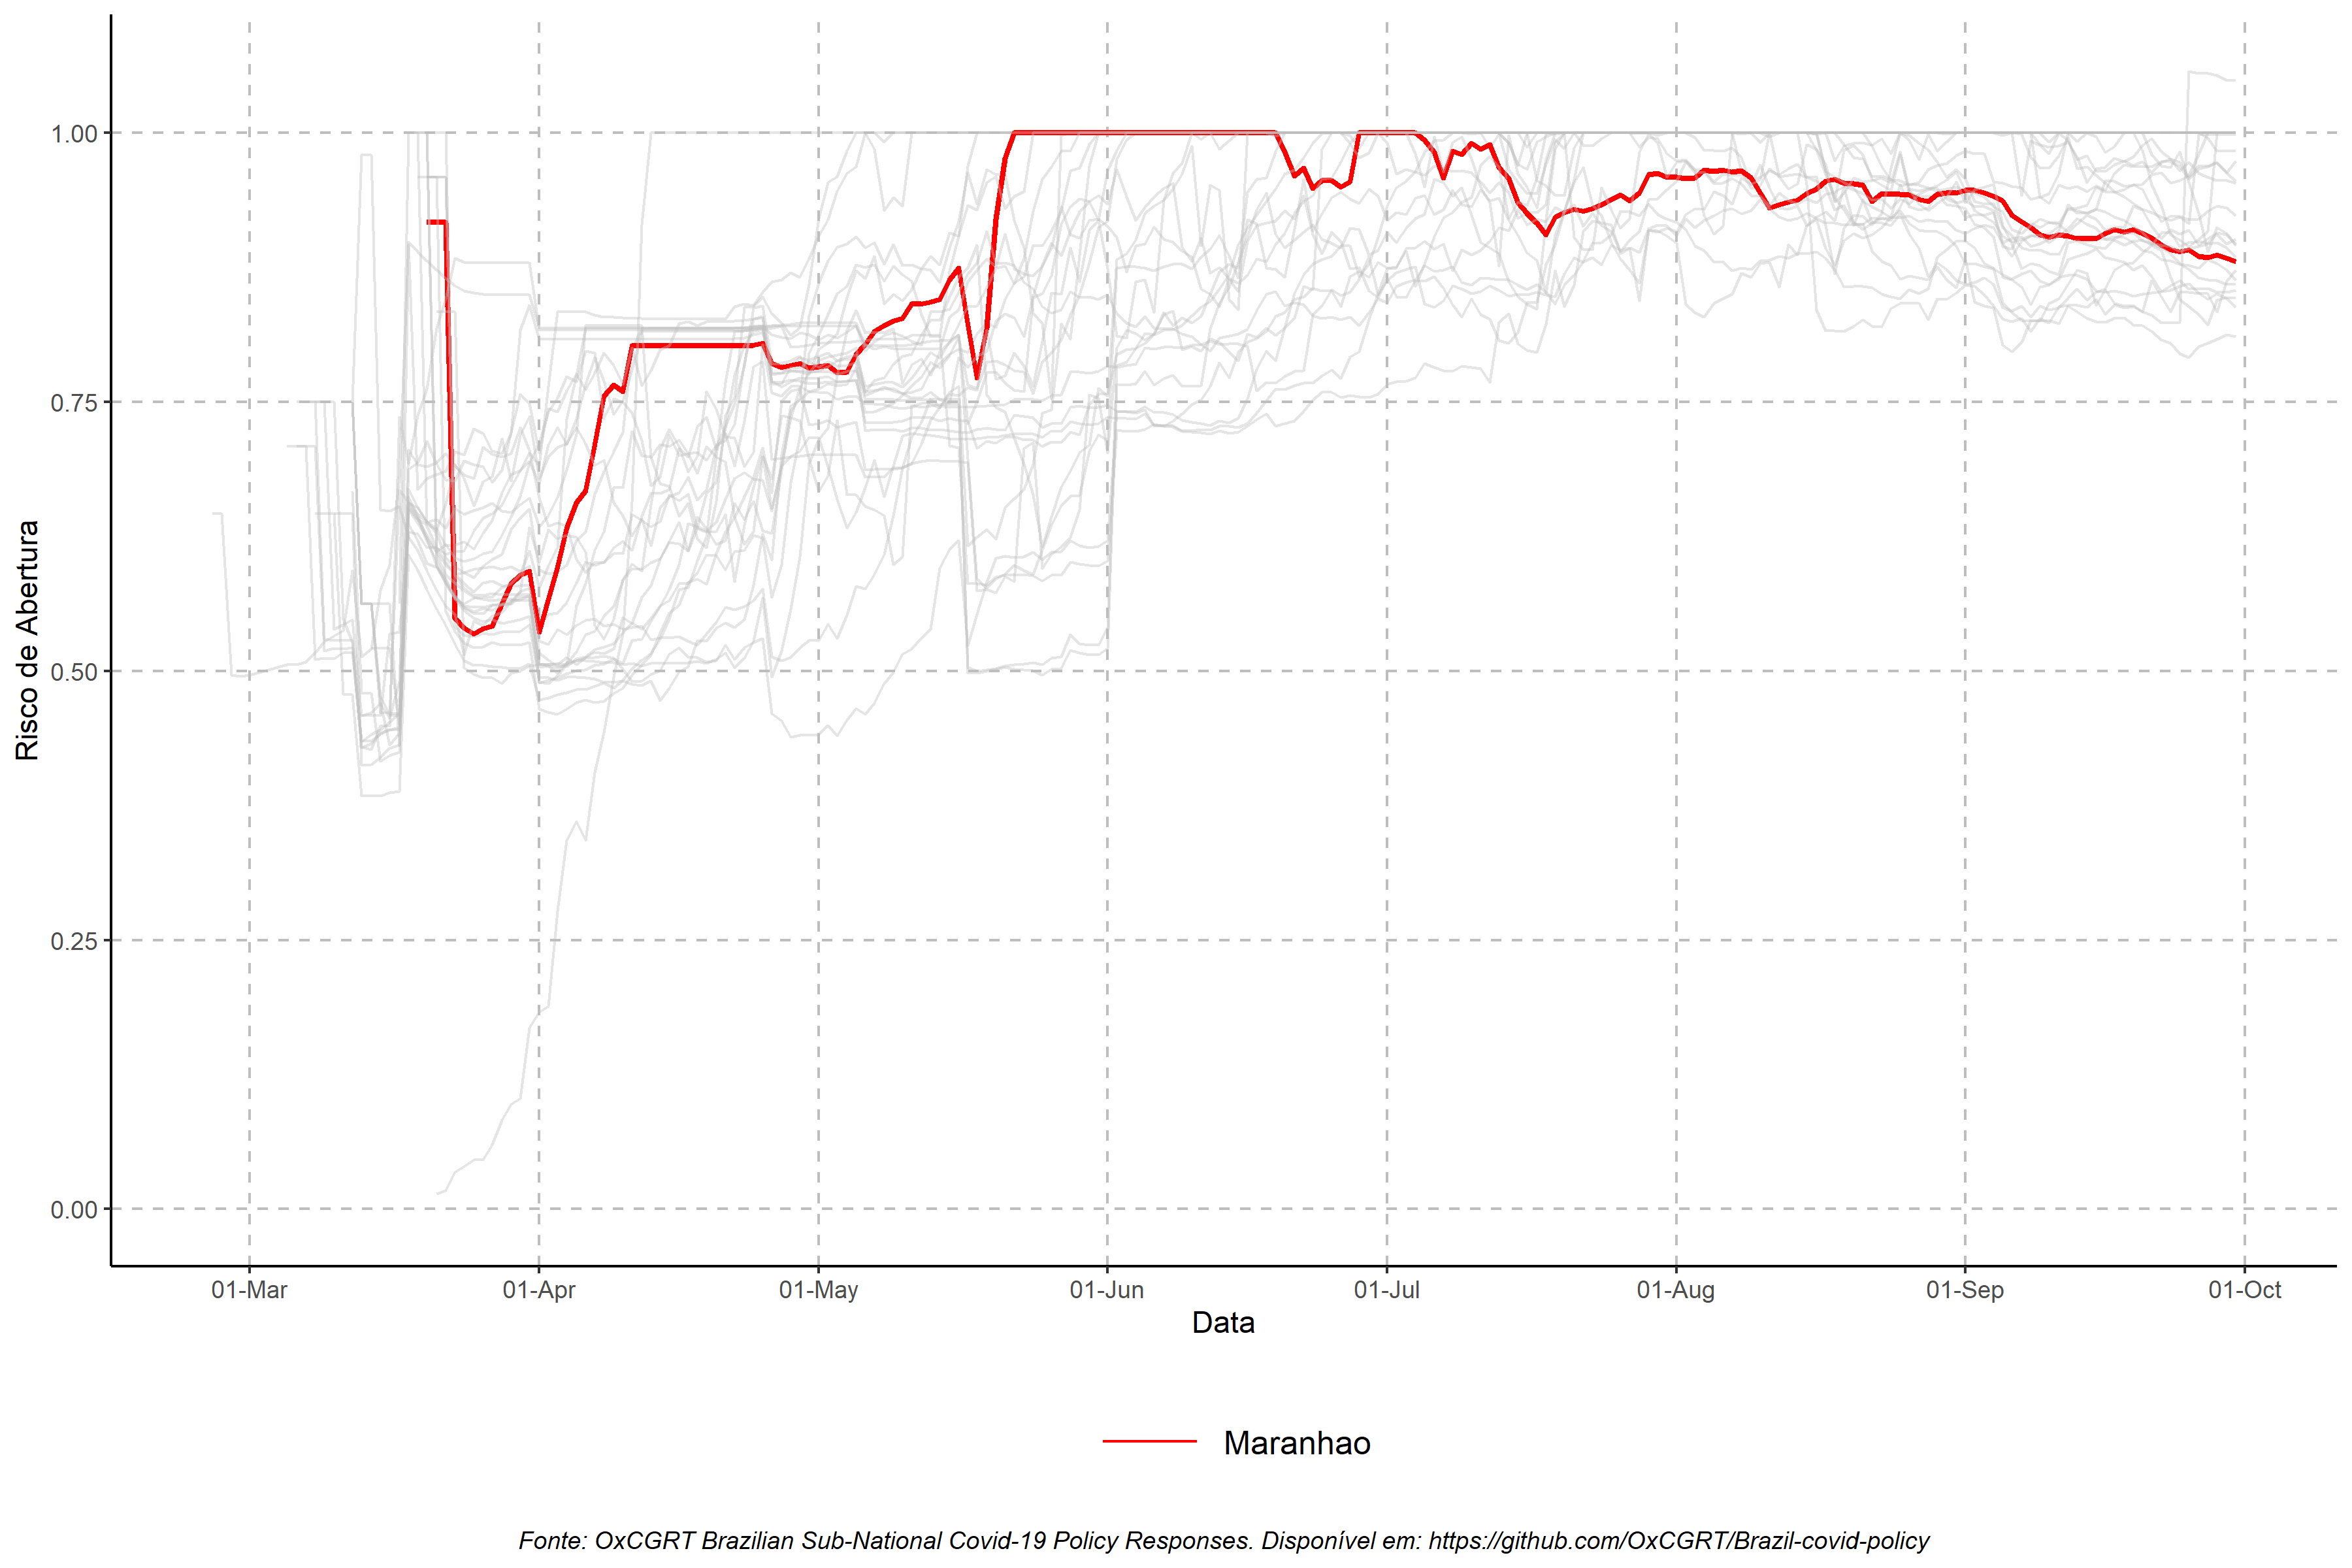 Risco de Abertura
1.00
0.75
0.50
0.25
0.00
01-Mar 01-Apr 01-May 01-Jun 01-Jul 01-Aug 01-Sep 01-Oct
Data
Maranhao
Fonte: OxCGRT Brazilian Sub-National Covid-19 Policy Responses. Disponível em: https://github.com/OxCGRT/Brazil-covid-policy